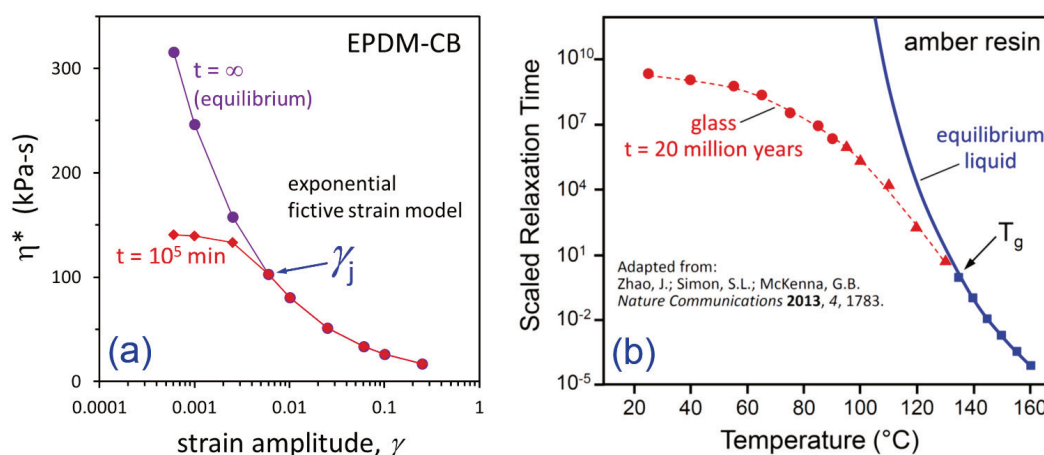 EPDM-CB
300
200
100
0
η* (kPa-s)
t = ∞
(equilibrium)
exponential
fictive strain model
t = 10⁵ min
γj
(a)
0.0001
0.001
0.01
0.1
1
strain amplitude, γ
amber resin
10¹⁰
10⁷
10⁴
10¹
10⁻²
10⁻⁵
Scaled Relaxation Time
glass
t = 20 million years
equilibrium
liquid
Tg
Adapted from:
Zhao, J.; Simon, S.L.; McKenna, G.B.
Nature Communications 2013, 4, 1783.
(b)
20
40
60
80
100
120
140
160
Temperature (°C)